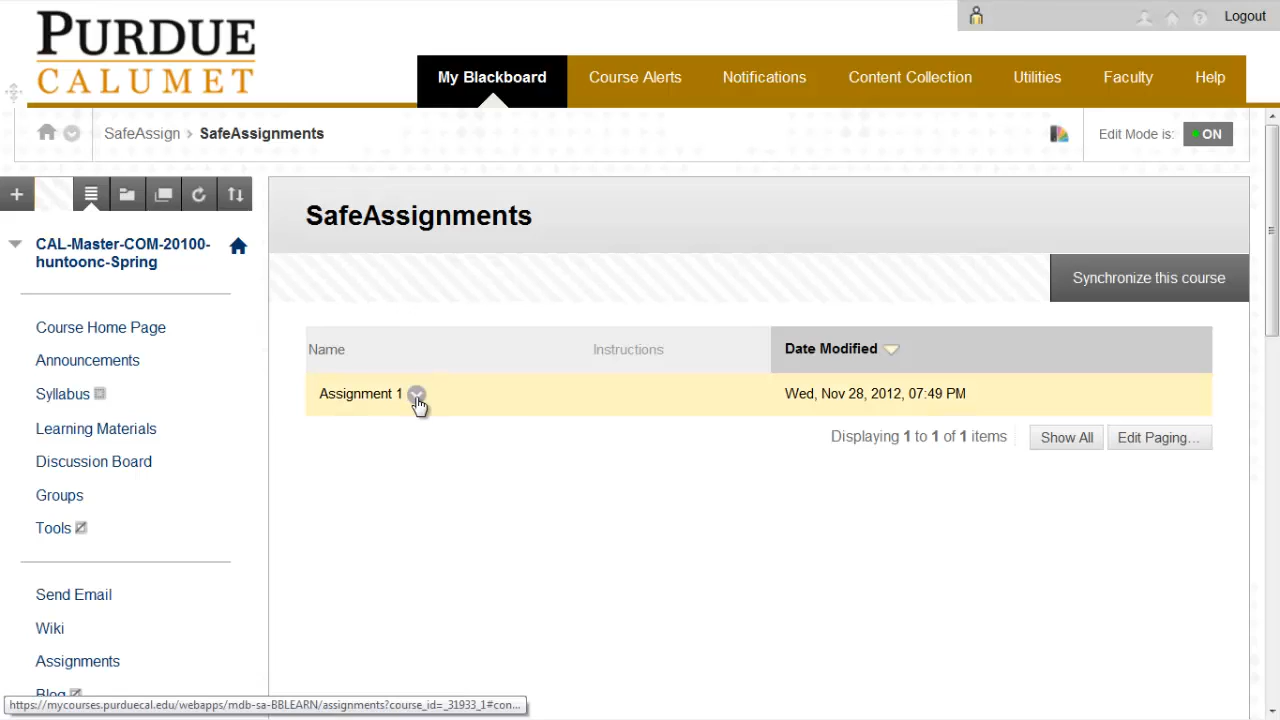 PURDUE
CALUMET
Logout
My Blackboard
Course Alerts
Notifications
Content Collection
Utilities
Faculty
Help
SafeAssign > SafeAssignments
Edit Mode is:
ON
CAL-Master-COM-20100-
huntoonc-Spring
Course Home Page
Announcements
Syllabus
Learning Materials
Discussion Board
Groups
Tools
Send Email
Wiki
Assignments
Blog
SafeAssignments
Synchronize this course
Name
Instructions
Date Modified
Assignment 1
Wed, Nov 28, 2012, 07:49 PM
Displaying 1 to 1 of 1 items
Show All
Edit Paging...
https://mycourses.purduecal.edu/webapps/mdb-sa-BBLEARN/assignments?course_id=_31933_1#con...